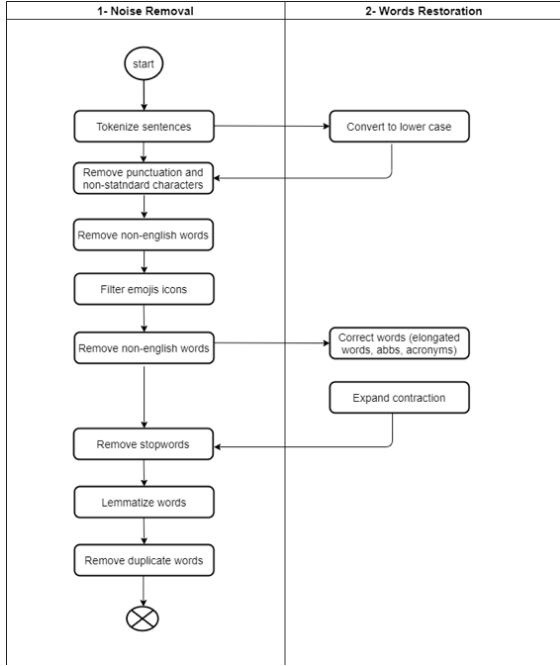 1- Noise Removal
2- Words Restoration
start
Tokenize sentences
Convert to lower case
Remove punctuation and
non-statndard characters
Remove non-english words
Filter emojis icons
Remove non-english words
Correct words (elongated
words, abbs, acronyms)
Expand contraction
Remove stopwords
Lemmatize words
Remove duplicate words